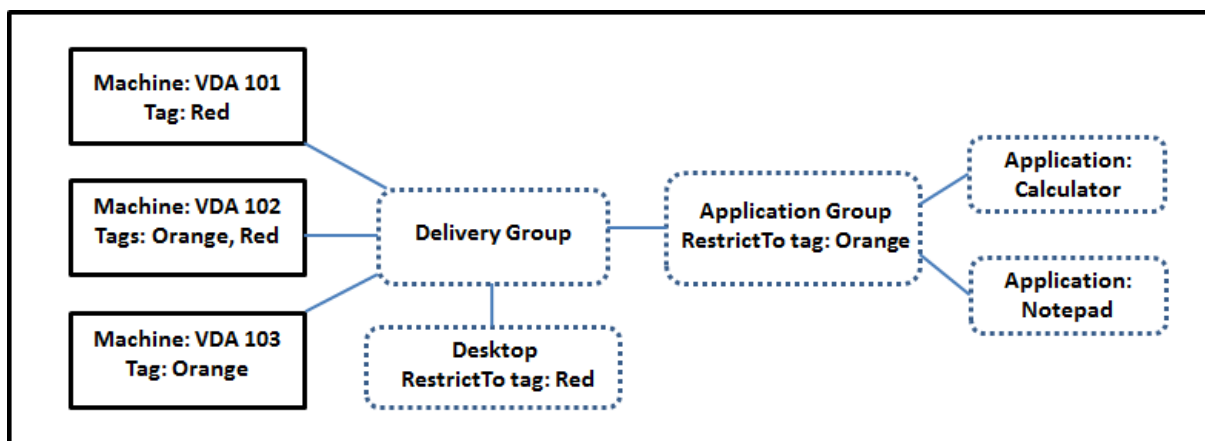 Machine: VDA 101
Tag: Red
Machine: VDA 102
Tags: Orange, Red
Machine: VDA 103
Tag: Orange
Delivery Group
Desktop
RestrictTo tag: Red
Application Group
RestrictTo tag: Orange
Application:
Calculator
Application:
Notepad